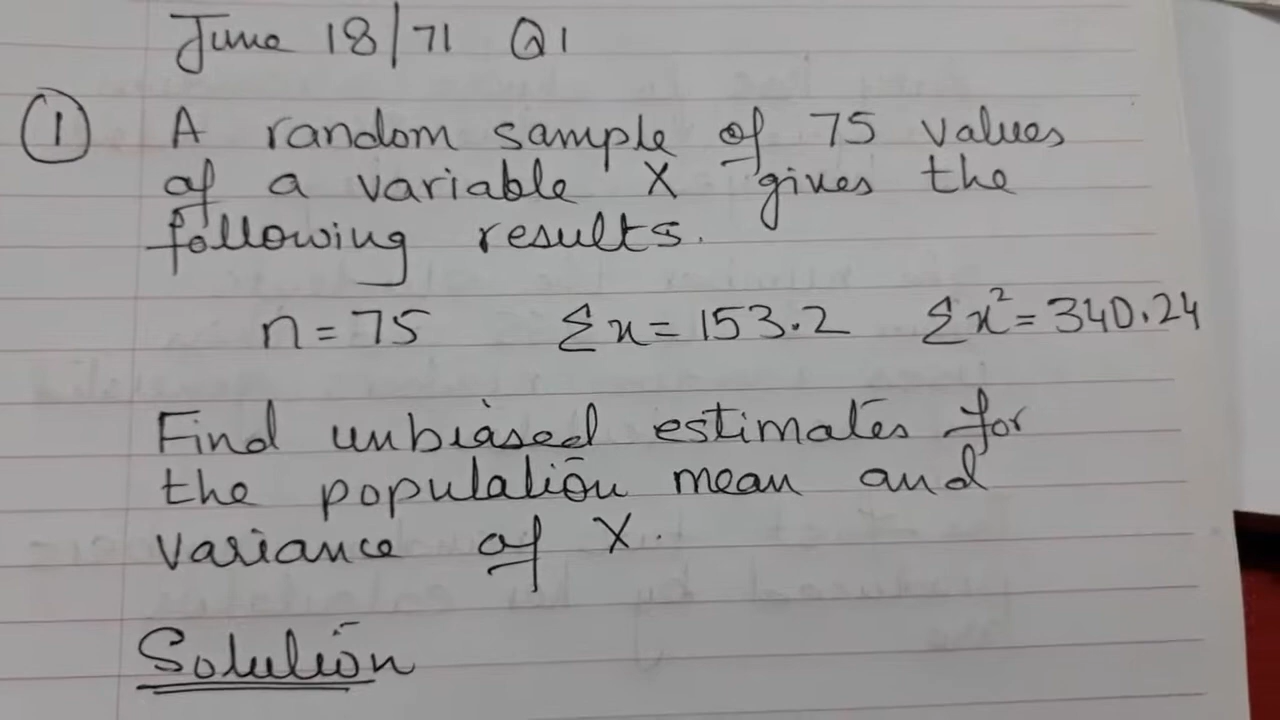 June 18/71 Q1
① A random sample of 75 values
of a variable X gives the
following results.
n = 75 Σx = 153.2 Σx² = 340.24
Find unbiased estimates for
the population mean and
variance of X.
Solution